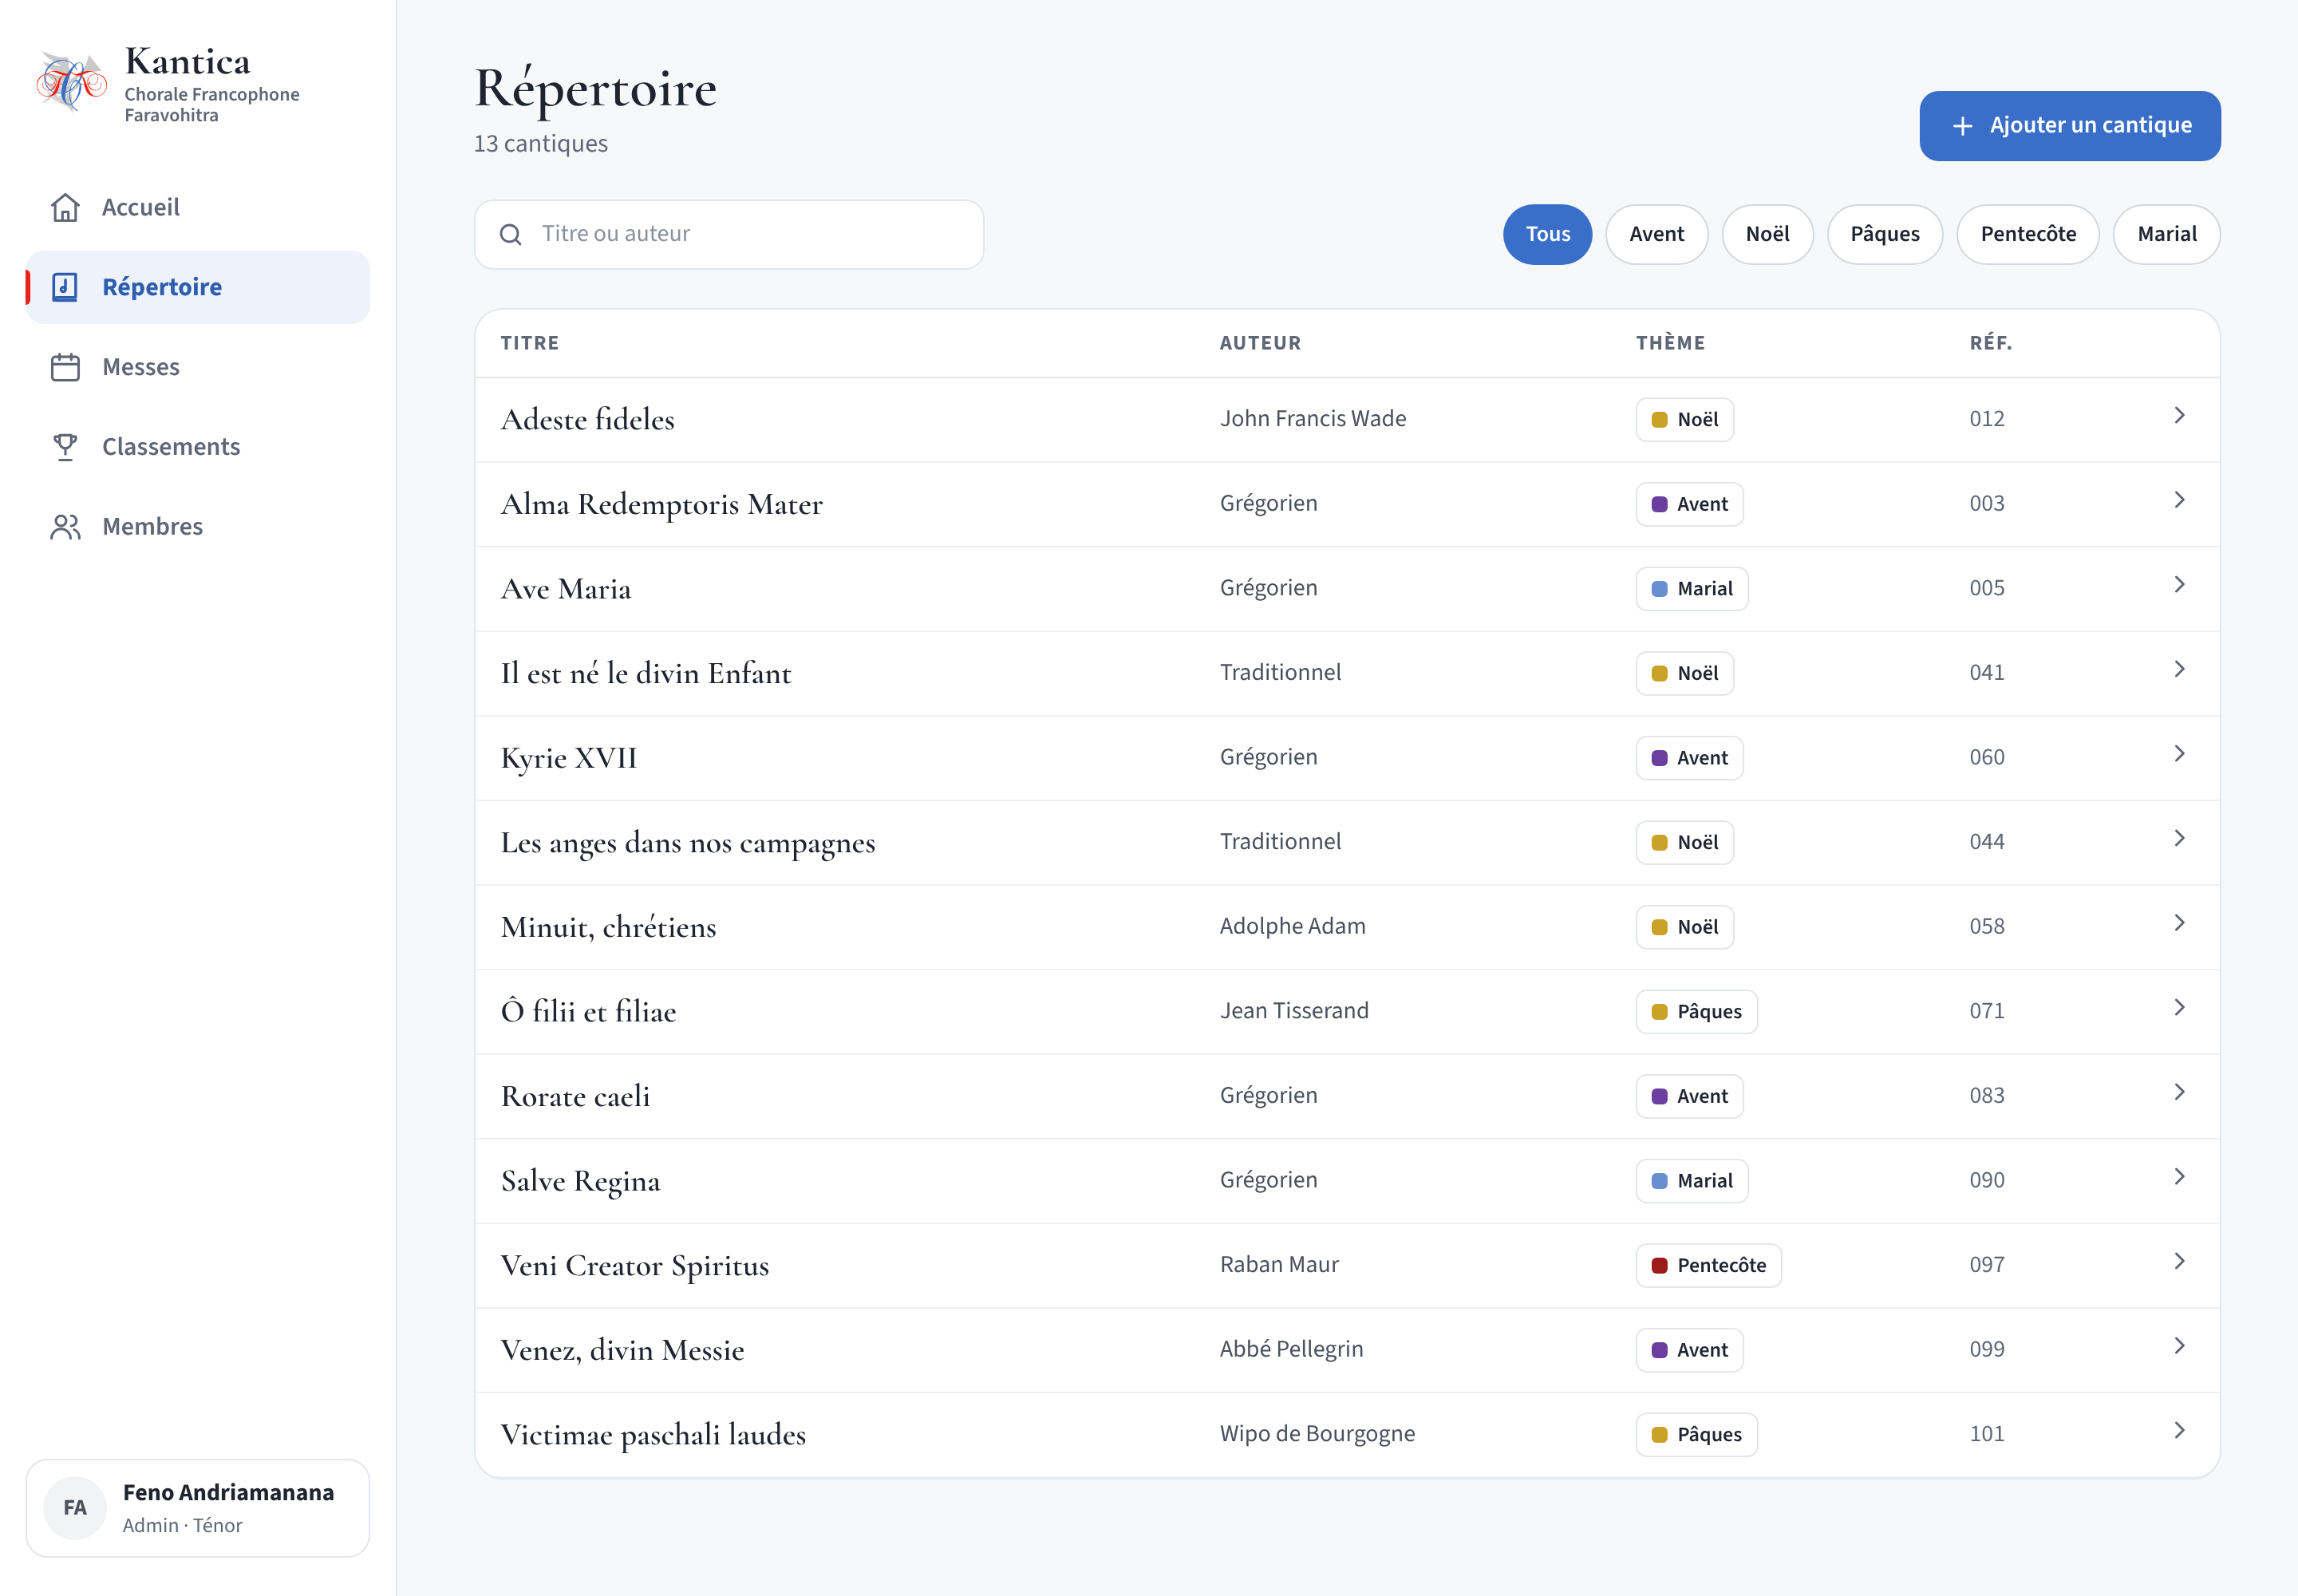 Kantica
Chorale Francophone
Faravohitra
Accueil
Répertoire
Messes
Classements
Membres
FA
Feno Andriamanana
Admin · Ténor
Répertoire
13 cantiques
+ Ajouter un cantique
Titre ou auteur
Tous Avent Noël Pâques Pentecôte Marial
TITRE AUTEUR THÈME RÉF.
Adeste fideles John Francis Wade Noël 012
Alma Redemptoris Mater Grégorien Avent 003
Ave Maria Grégorien Marial 005
Il est né le divin Enfant Traditionnel Noël 041
Kyrie XVII Grégorien Avent 060
Les anges dans nos campagnes Traditionnel Noël 044
Minuit, chrétiens Adolphe Adam Noël 058
Ô filii et filiae Jean Tisserand Pâques 071
Rorate caeli Grégorien Avent 083
Salve Regina Grégorien Marial 090
Veni Creator Spiritus Raban Maur Pentecôte 097
Venez, divin Messie Abbé Pellegrin Avent 099
Victimae paschali laudes Wipo de Bourgogne Pâques 101